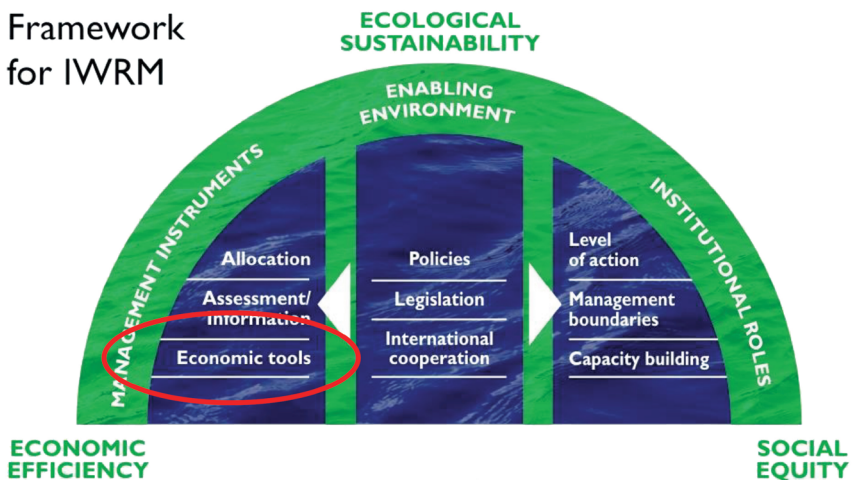 Framework
for IWRM
ECOLOGICAL
SUSTAINABILITY
ENABLING
ENVIRONMENT
MANAGEMENT INSTRUMENTS
Allocation
Assessment/
Information
Economic tools
Policies
Legislation
International
cooperation
Level
of action
Management
boundaries
Capacity building
INSTITUTIONAL ROLES
ECONOMIC
EFFICIENCY
SOCIAL
EQUITY